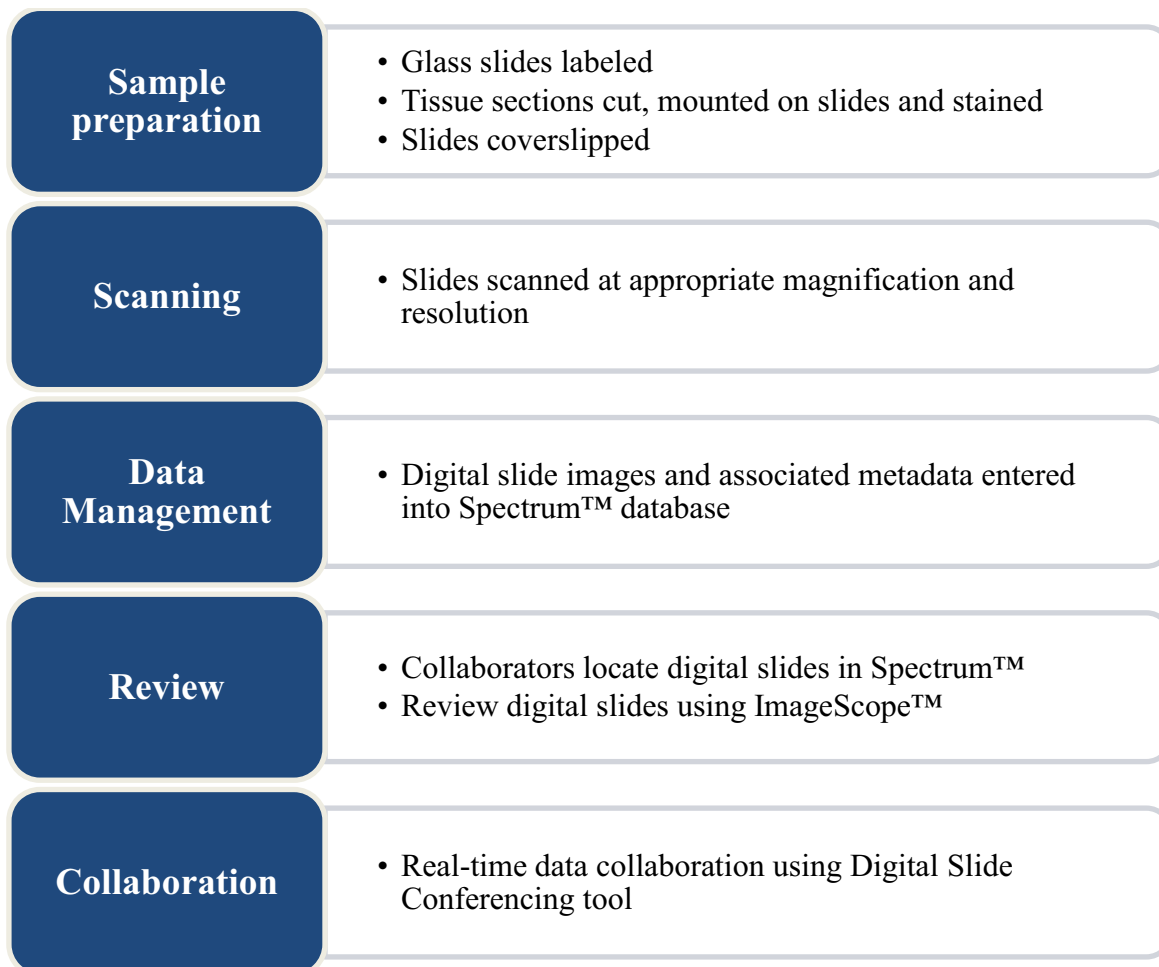 Sample
preparation
• Glass slides labeled
• Tissue sections cut, mounted on slides and stained
• Slides coverslipped
Scanning
• Slides scanned at appropriate magnification and
resolution
Data
Management
• Digital slide images and associated metadata entered
into Spectrum™ database
Review
• Collaborators locate digital slides in Spectrum™
• Review digital slides using ImageScope™
Collaboration
• Real-time data collaboration using Digital Slide
Conferencing tool